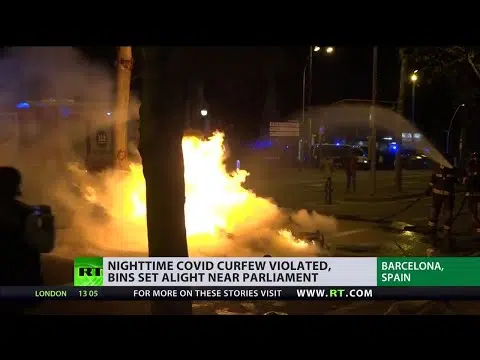 RT
NIGHTTIME COVID CURFEW VIOLATED,
BINS SET ALIGHT NEAR PARLIAMENT
BARCELONA,
SPAIN
LONDON 13 05 FOR MORE ON THESE STORIES VISIT WWW.RT.COM